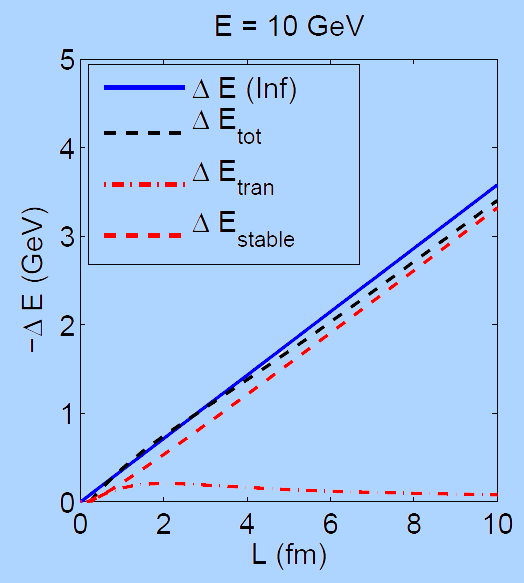 E = 10 GeV
5
4
3
2
1
0
−Δ E (GeV)
Δ E (Inf)
Δ E_tot
Δ E_tran
Δ E_stable
0 2 4 6 8 10
L (fm)